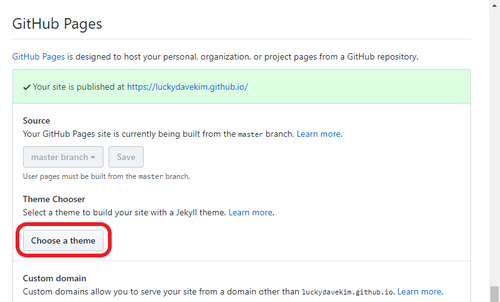 GitHub Pages
GitHub Pages is designed to host your personal, organization, or project pages from a GitHub repository.
✓ Your site is published at https://luckydavekim.github.io/
Source
Your GitHub Pages site is currently being built from the master branch. Learn more.
master branch Save
User pages must be built from the master branch.
Theme Chooser
Select a theme to build your site with a Jekyll theme. Learn more.
Choose a theme
Custom domain
Custom domains allow you to serve your site from a domain other than luckydavekim.github.io. Learn more.